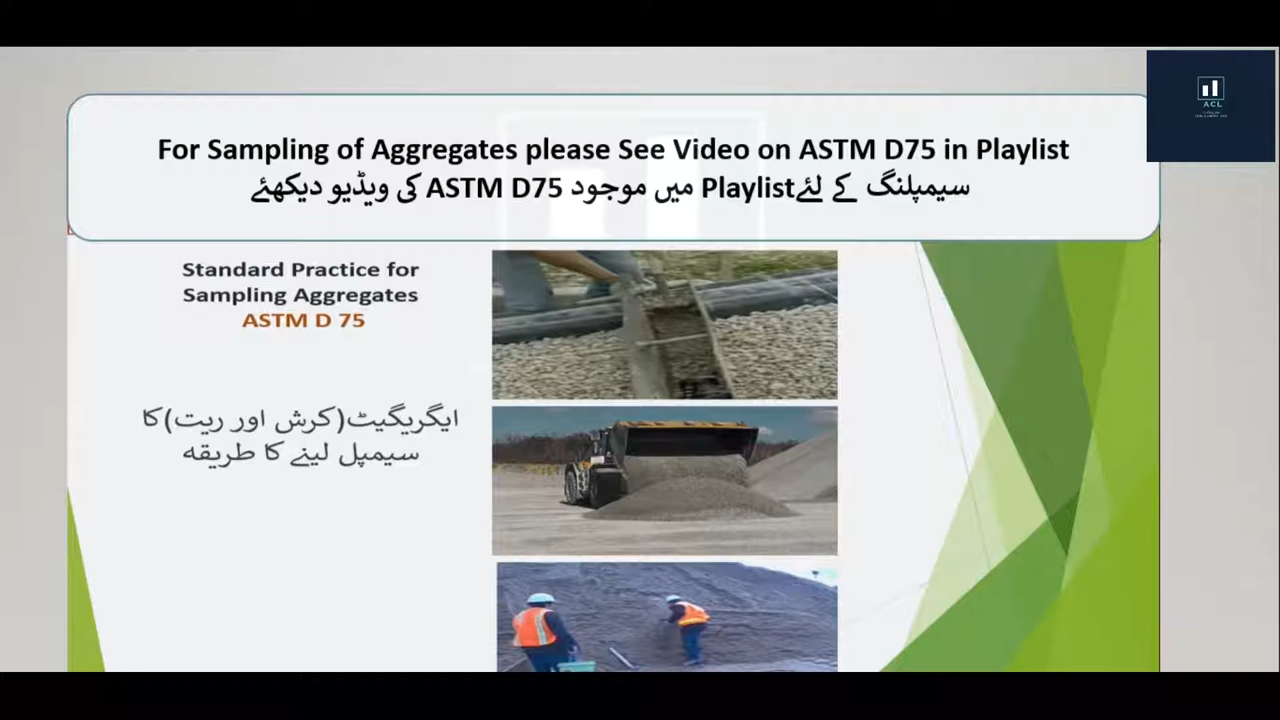 For Sampling of Aggregates please See Video on ASTM D75 in Playlist
سیمپلنگ کے لئےPlaylist میں موجود ASTM D75 کی ویڈیو دیکھئے
ACL
Standard Practice for
Sampling Aggregates
ASTM D 75
ایگریگیٹ(کرش اور ریت)کا
سیمپل لینے کا طریقہ